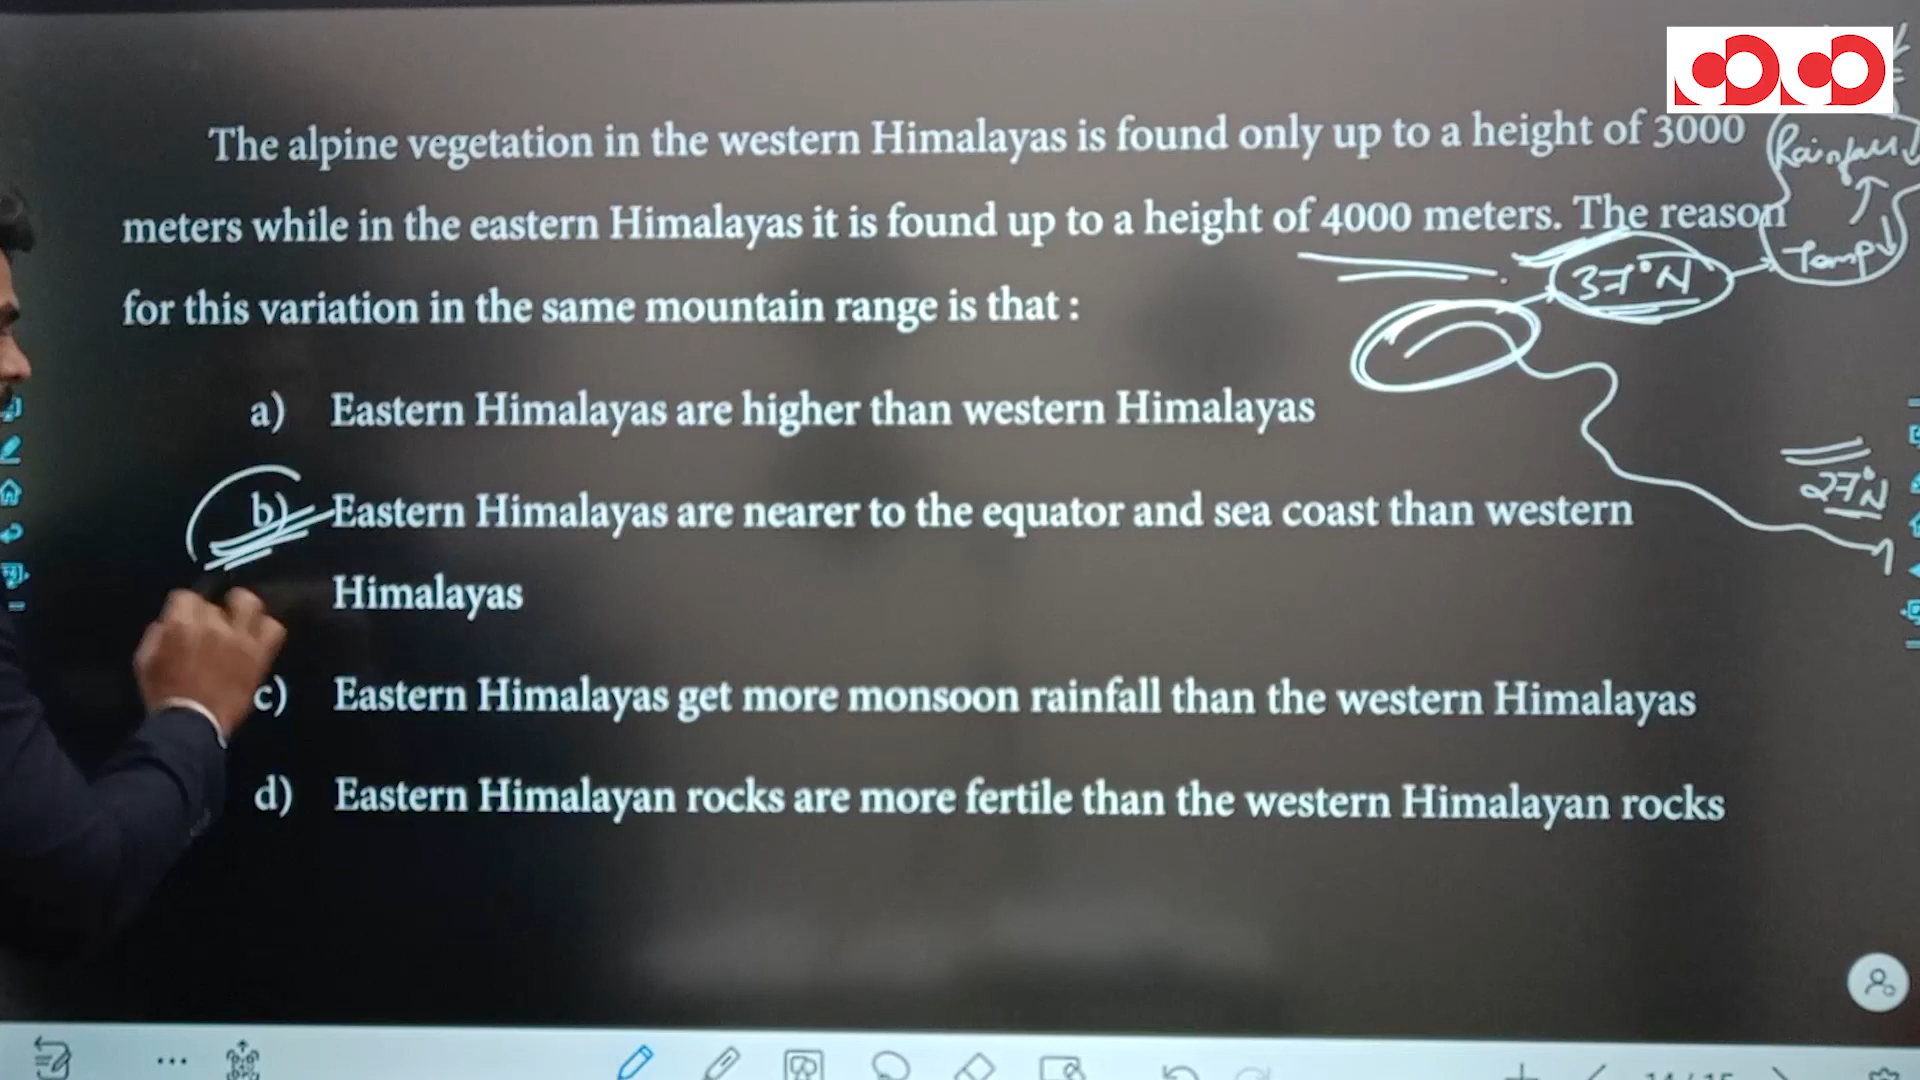 The alpine vegetation in the western Himalayas is found only up to a height of 3000
meters while in the eastern Himalayas it is found up to a height of 4000 meters. The reason
for this variation in the same mountain range is that :
a) Eastern Himalayas are higher than western Himalayas
b) Eastern Himalayas are nearer to the equator and sea coast than western
Himalayas
c) Eastern Himalayas get more monsoon rainfall than the western Himalayas
d) Eastern Himalayan rocks are more fertile than the western Himalayan rocks
Rainfall↓
Temp↓
37°N
27°N
14 / 15